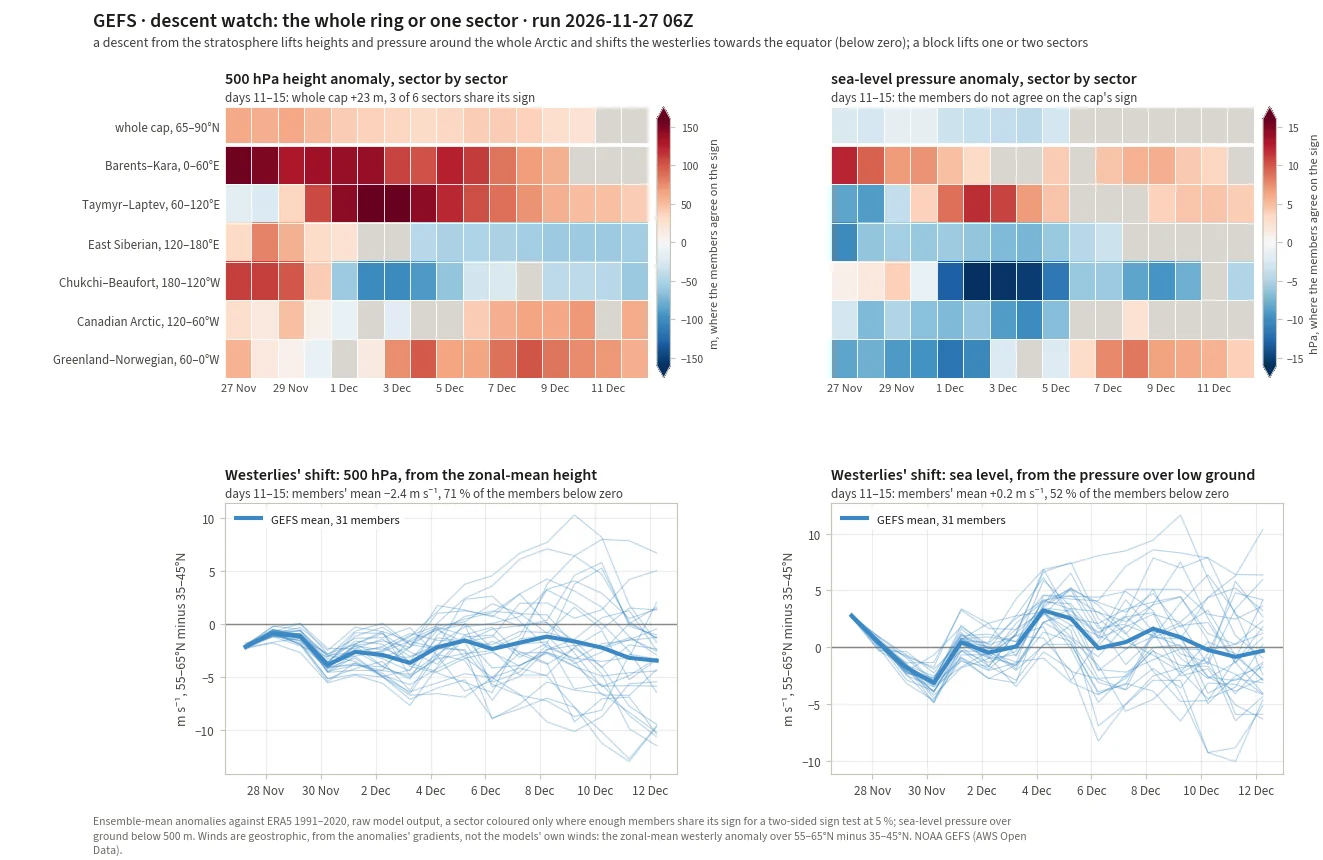 GEFS · descent watch: the whole ring or one sector · run 2026-11-27 06Z
a descent from the stratosphere lifts heights and pressure around the whole Arctic and shifts the westerlies towards the equator (below zero); a block lifts one or two sectors
500 hPa height anomaly, sector by sector
days 11–15: whole cap +23 m, 3 of 6 sectors share its sign
whole cap, 65–90°N
Barents–Kara, 0–60°E
Taymyr–Laptev, 60–120°E
East Siberian, 120–180°E
Chukchi–Beaufort, 180–120°W
Canadian Arctic, 120–60°W
Greenland–Norwegian, 60–0°W
27 Nov 29 Nov 1 Dec 3 Dec 5 Dec 7 Dec 9 Dec 11 Dec
150
100
50
0
−50
−100
−150
m, where the members agree on the sign
sea-level pressure anomaly, sector by sector
days 11–15: the members do not agree on the cap's sign
27 Nov 29 Nov 1 Dec 3 Dec 5 Dec 7 Dec 9 Dec 11 Dec
15
10
5
0
−5
−10
−15
hPa, where the members agree on the sign
Westerlies' shift: 500 hPa, from the zonal-mean height
days 11–15: members' mean −2.4 m s⁻¹, 71 % of the members below zero
GEFS mean, 31 members
10
5
0
−5
−10
m s⁻¹, 55–65°N minus 35–45°N
28 Nov 30 Nov 2 Dec 4 Dec 6 Dec 8 Dec 10 Dec 12 Dec
Westerlies' shift: sea level, from the pressure over low ground
days 11–15: members' mean +0.2 m s⁻¹, 52 % of the members below zero
GEFS mean, 31 members
10
5
0
−5
−10
m s⁻¹, 55–65°N minus 35–45°N
28 Nov 30 Nov 2 Dec 4 Dec 6 Dec 8 Dec 10 Dec 12 Dec
Ensemble-mean anomalies against ERA5 1991–2020, raw model output, a sector coloured only where enough members share its sign for a two-sided sign test at 5 %; sea-level pressure over
ground below 500 m. Winds are geostrophic, from the anomalies' gradients, not the models' own winds: the zonal-mean westerly anomaly over 55–65°N minus 35–45°N. NOAA GEFS (AWS Open
Data).